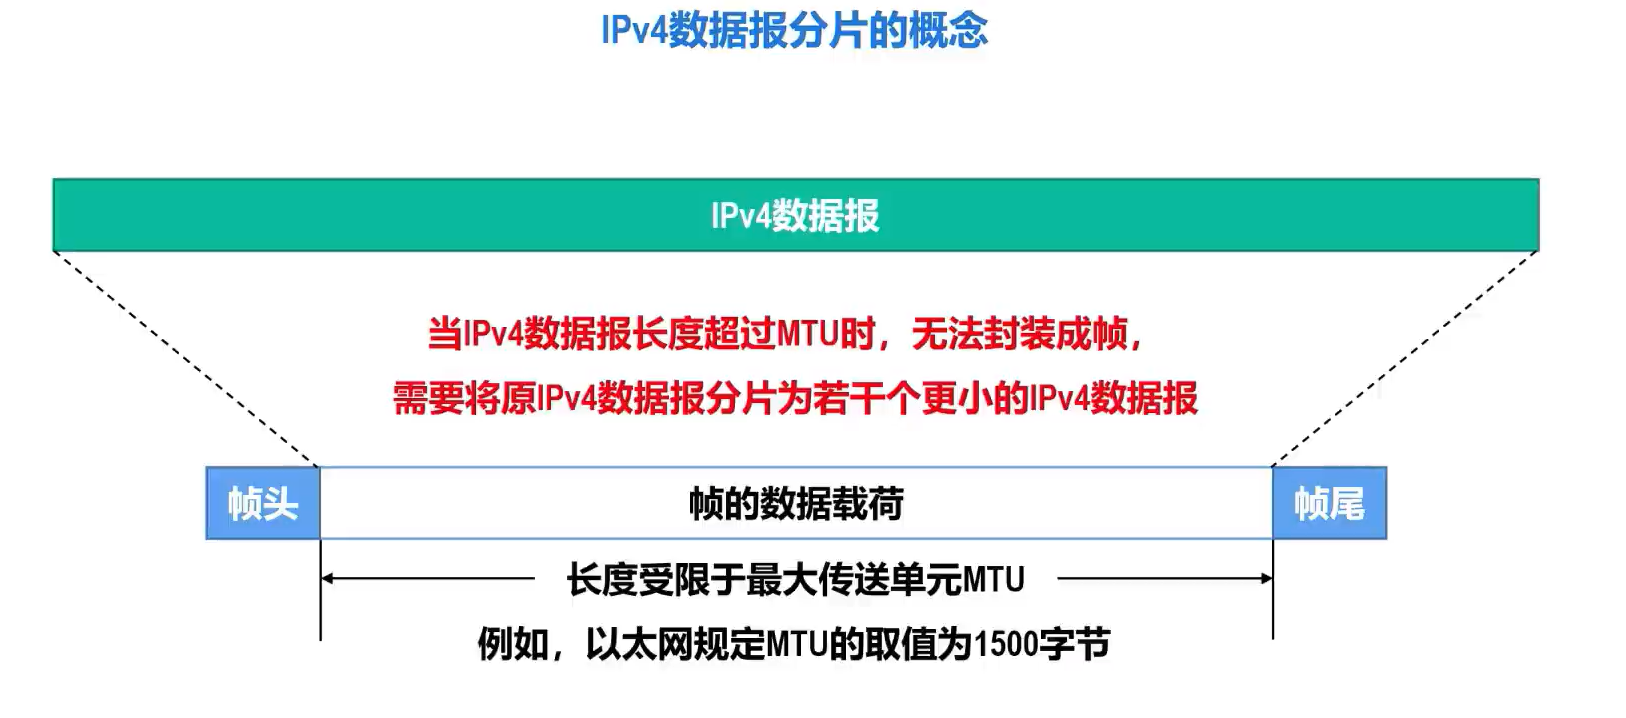 IPv4数据报分片的概念
IPv4数据报
当IPv4数据报长度超过MTU时，无法封装成帧，
需要将原IPv4数据报分片为若干个更小的IPv4数据报
帧头 帧的数据载荷 帧尾
长度受限于最大传送单元MTU
例如，以太网规定MTU的取值为1500字节